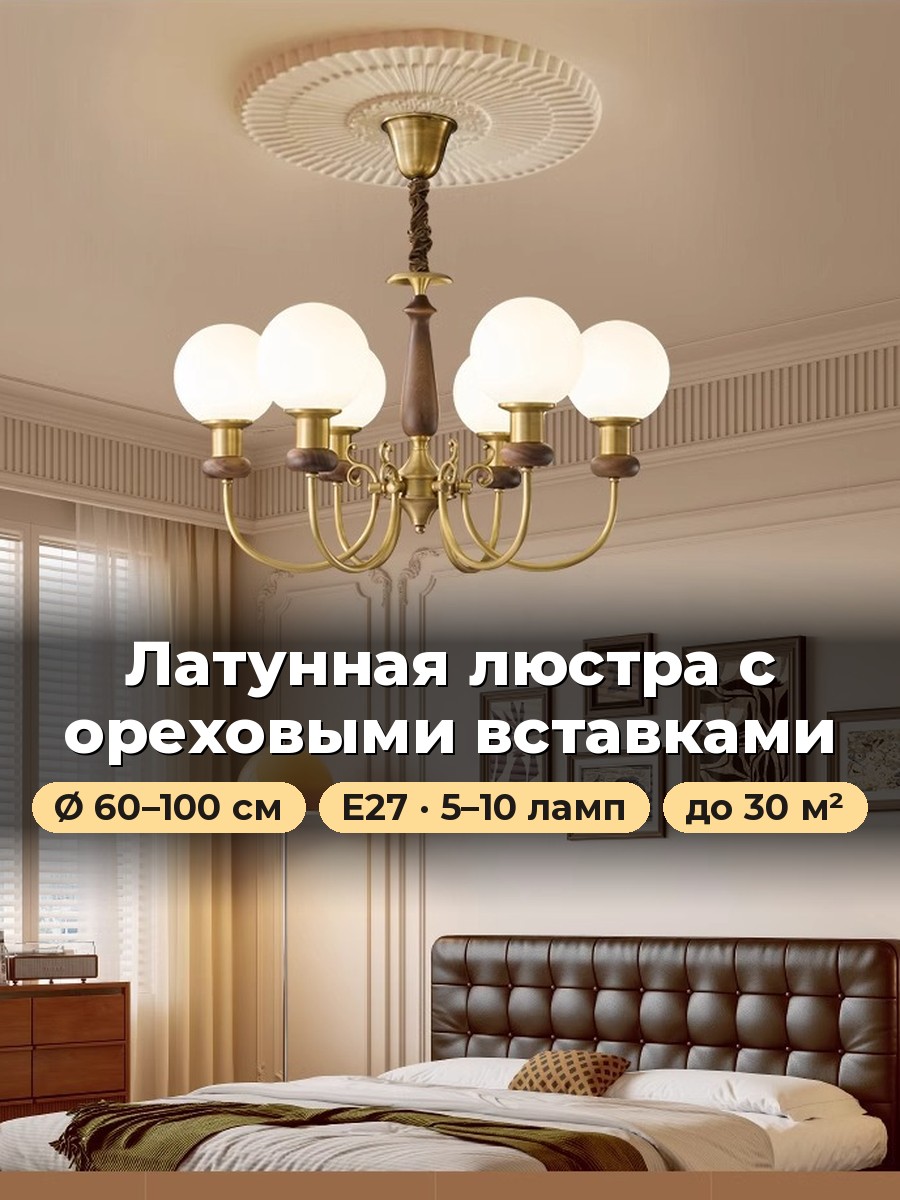 Латунная люстра с
ореховыми вставками
Ø 60–100 см
E27 · 5–10 ламп
до 30 м²